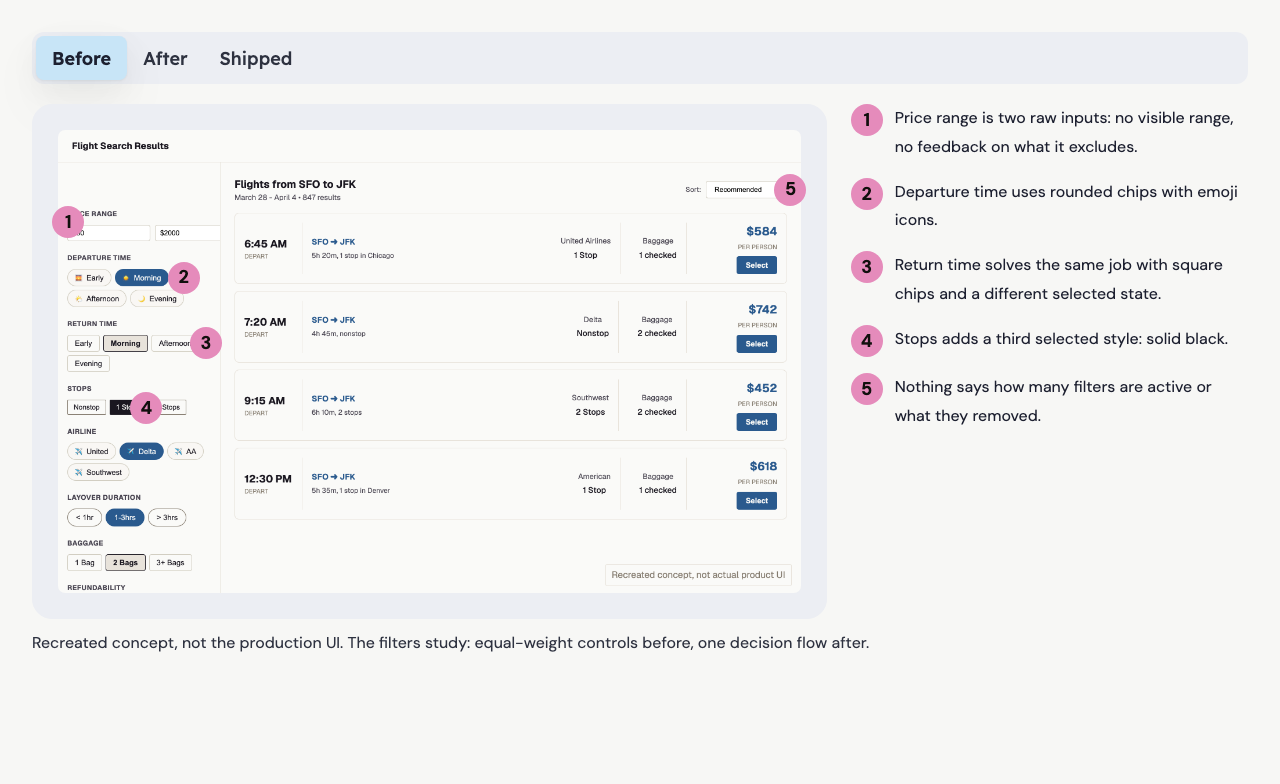 Before After Shipped
Flight Search Results
RANGE
$2000
DEPARTURE TIME
Early Morning
Afternoon Evening
RETURN TIME
Early Morning
Evening
STOPS
Nonstop Stops
AIRLINE
United Delta AA
Southwest
LAYOVER DURATION
< 1hr 1-3hrs > 3hrs
BAGGAGE
1 Bag 2 Bags 3+ Bags
REFUNDABILITY
1
2
3
4
Flights from SFO to JFK
March 28 - April 4 • 847 results
Sort: Recommended
5
6:45 AM
DEPART
SFO ➔ JFK
5h 20m, 1 stop in Chicago
United Airlines
1 Stop
Baggage
1 checked
$584
PER PERSON
Select
7:20 AM
DEPART
SFO ➔ JFK
4h 45m, nonstop
Delta
Nonstop
Baggage
2 checked
$742
PER PERSON
Select
9:15 AM
DEPART
SFO ➔ JFK
6h 10m, 2 stops
Southwest
2 Stops
Baggage
2 checked
$452
PER PERSON
Select
12:30 PM
DEPART
SFO ➔ JFK
5h 35m, 1 stop in Denver
American
1 Stop
Baggage
1 checked
$618
PER PERSON
Select
Recreated concept, not actual product UI
1 Price range is two raw inputs: no visible range,
no feedback on what it excludes.
2 Departure time uses rounded chips with emoji
icons.
3 Return time solves the same job with square
chips and a different selected state.
4 Stops adds a third selected style: solid black.
5 Nothing says how many filters are active or
what they removed.
Recreated concept, not the production UI. The filters study: equal-weight controls before, one decision flow after.